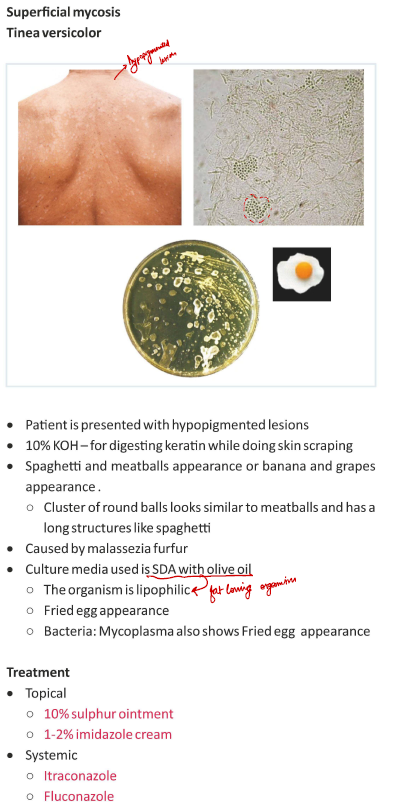 Superficial mycosis
Tinea versicolor
hypopigmented
lesions
• Patient is presented with hypopigmented lesions
• 10% KOH – for digesting keratin while doing skin scraping
• Spaghetti and meatballs appearance or banana and grapes
appearance .
○ Cluster of round balls looks similar to meatballs and has a
long structures like spaghetti
• Caused by malassezia furfur
• Culture media used is SDA with olive oil
○ The organism is lipophilic fat loving organism
○ Fried egg appearance
○ Bacteria: Mycoplasma also shows Fried egg appearance
Treatment
• Topical
○ 10% sulphur ointment
○ 1-2% imidazole cream
• Systemic
○ Itraconazole
○ Fluconazole